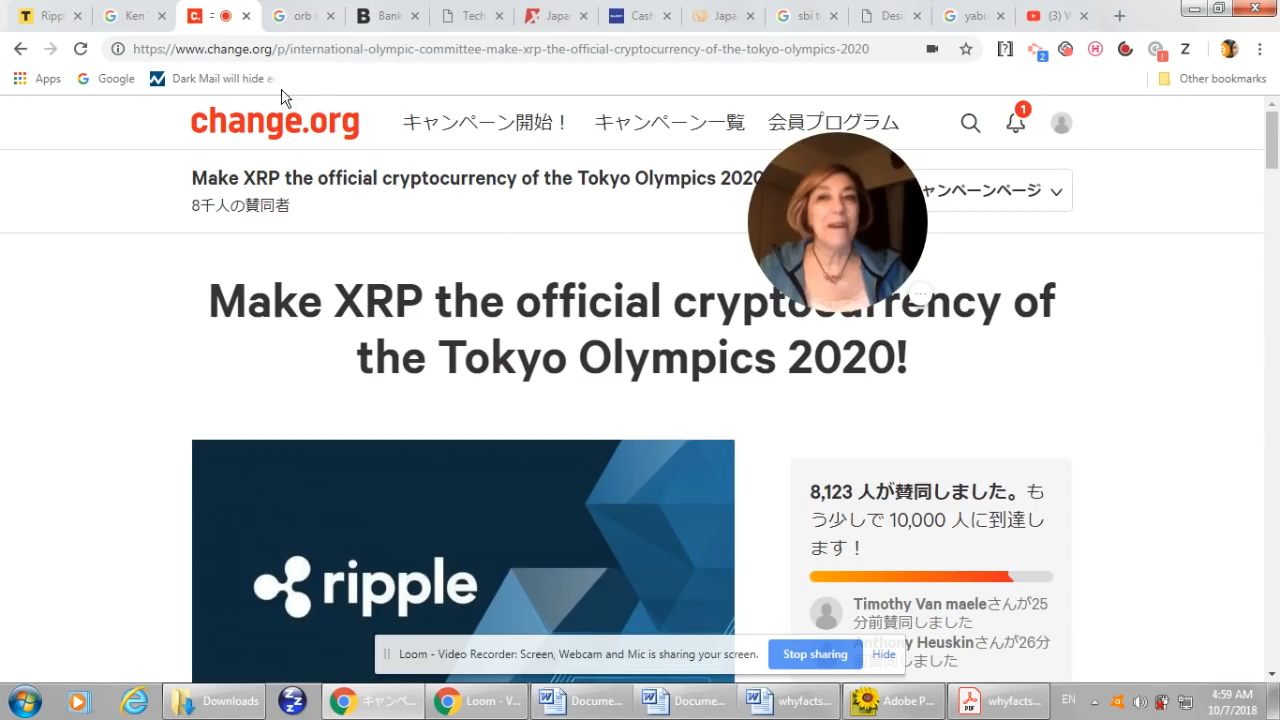 Ripp
Ken
orb e
Bank
Tech
Japa
Cash
Japa
sbi t
Desi
yabu
(3) V
https://www.change.org/p/international-olympic-committee-make-xrp-the-official-cryptocurrency-of-the-tokyo-olympics-2020
Apps
Google
Dark Mail will hide e
Other bookmarks
change.org
キャンペーン開始！
キャンペーン一覧
会員プログラム
1
Make XRP the official cryptocurrency of the Tokyo Olympics 2020
ャンペーンページ
8千人の賛同者
Make XRP the official cryptocurrency of
the Tokyo Olympics 2020!
ripple
8,123 人が賛同しました。も
う少しで 10,000 人に到達し
ます！
Timothy Van maeleさんが25
分前賛同しました
Anthony Heuskinさんが26分
賛同しました
Loom - Video Recorder: Screen, Webcam and Mic is sharing your screen.
Stop sharing
Hide
Downloads
キャンペ...
Loom - V...
Docume...
Docume...
whyfacts...
Adobe P...
whyfacts...
EN
4:59 AM
10/7/2018